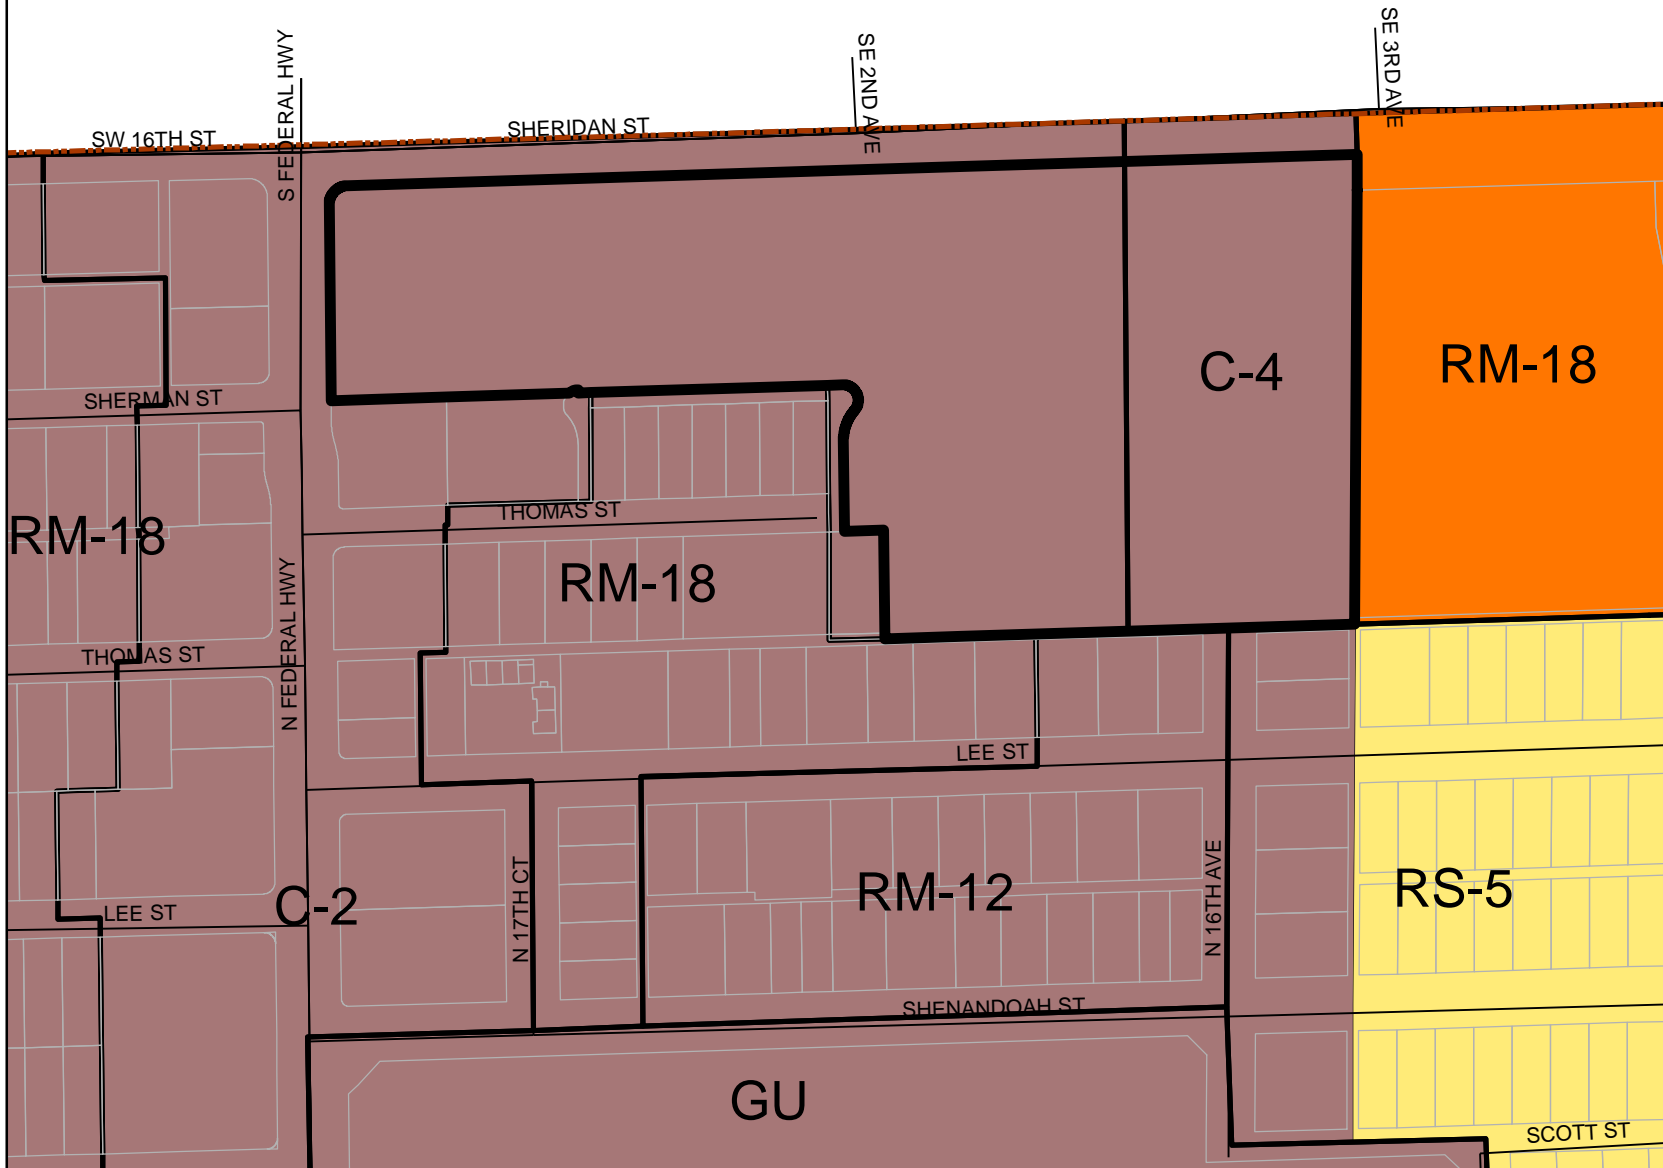 SE 3RD AVE
S FEDERAL HWY
SE 2ND AVE
SHERIDAN ST
SW 16TH ST
C-4
RM-18
SHERMAN ST
THOMAS ST
RM-18
RM-18
N FEDERAL HWY
THOMAS ST
LEE ST
N 17TH CT
N 16TH AVE
RM-12
RS-5
C-2
LEE ST
SHENANDOAH ST
GU
SCOTT ST